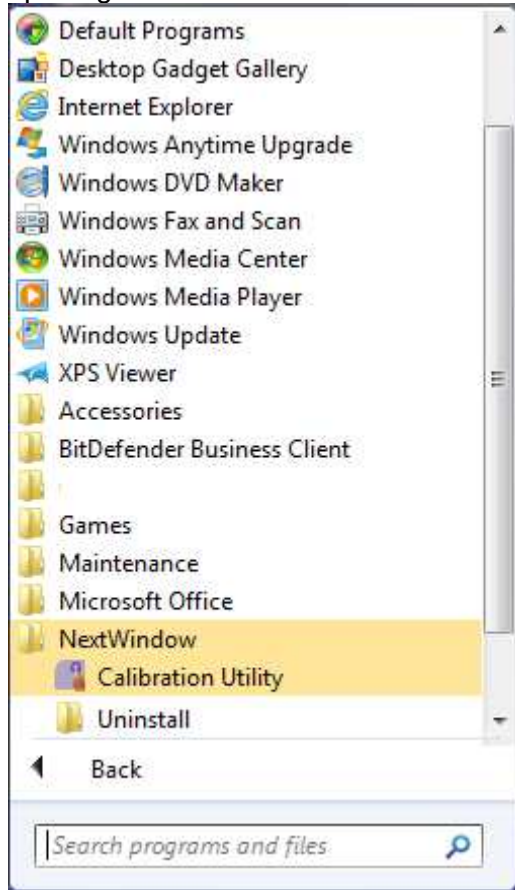 Default Programs
Desktop Gadget Gallery
Internet Explorer
Windows Anytime Upgrade
Windows DVD Maker
Windows Fax and Scan
Windows Media Center
Windows Media Player
Windows Update
XPS Viewer
Accessories
BitDefender Business Client
Games
Maintenance
Microsoft Office
NextWindow
Calibration Utility
Uninstall
Back
Search programs and files